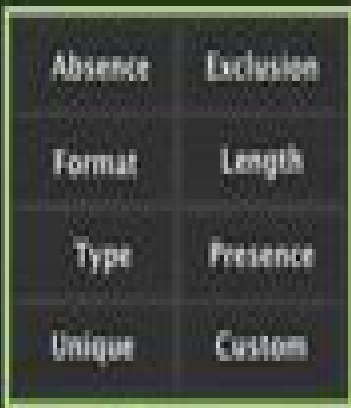 Absence Exclusion
Format Length
Type Presence
Unique Custom